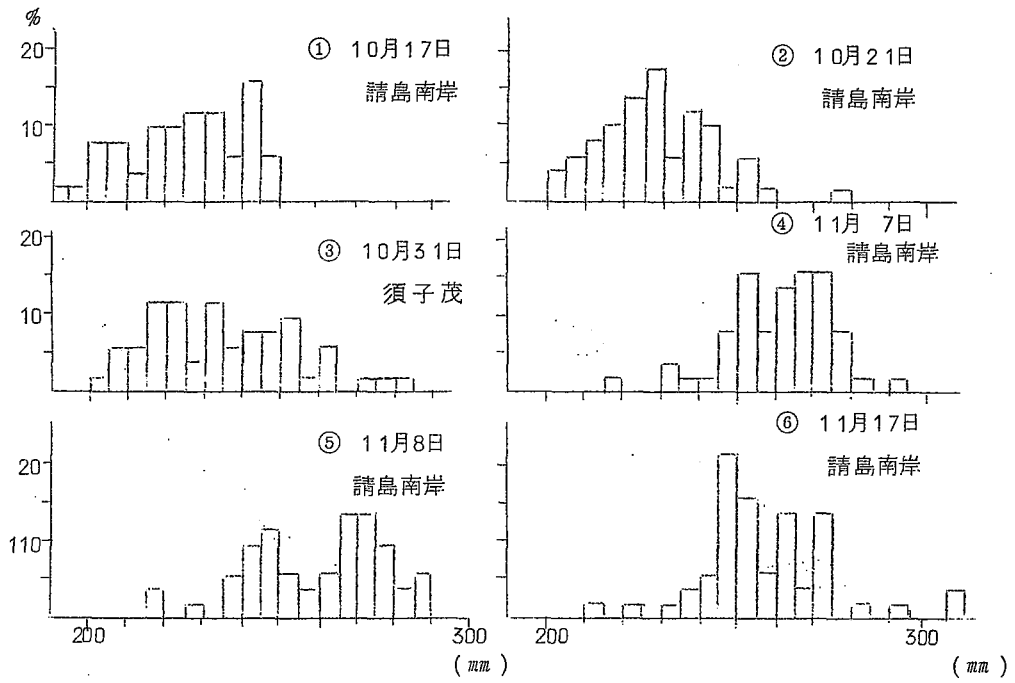 %
20
10
① 10月17日
請島南岸
② 10月21日
請島南岸
20
10
③ 10月31日
須子茂
④ 11月 7日
請島南岸
20
110
⑤ 11月8日
請島南岸
⑥ 11月17日
請島南岸
200
300
(mm)
200
300
(mm)